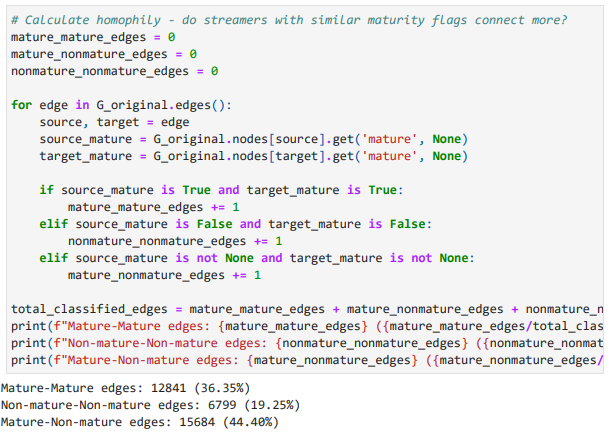 # Calculate homophily - do streamers with similar maturity flags connect more?
mature_mature_edges = 0
mature_nonmature_edges = 0
nonmature_nonmature_edges = 0
for edge in G_original.edges():
    source, target = edge
    source_mature = G_original.nodes[source].get('mature', None)
    target_mature = G_original.nodes[target].get('mature', None)
    if source_mature is True and target_mature is True:
        mature_mature_edges += 1
    elif source_mature is False and target_mature is False:
        nonmature_nonmature_edges += 1
    elif source_mature is not None and target_mature is not None:
        mature_nonmature_edges += 1
total_classified_edges = mature_mature_edges + mature_nonmature_edges + nonmature_n
print(f"Mature-Mature edges: {mature_mature_edges} ({mature_mature_edges/total_clas
print(f"Non-mature-Non-mature edges: {nonmature_nonmature_edges} ({nonmature_nonmat
print(f"Mature-Non-mature edges: {mature_nonmature_edges} ({mature_nonmature_edges/
Mature-Mature edges: 12841 (36.35%)
Non-mature-Non-mature edges: 6799 (19.25%)
Mature-Non-mature edges: 15684 (44.40%)